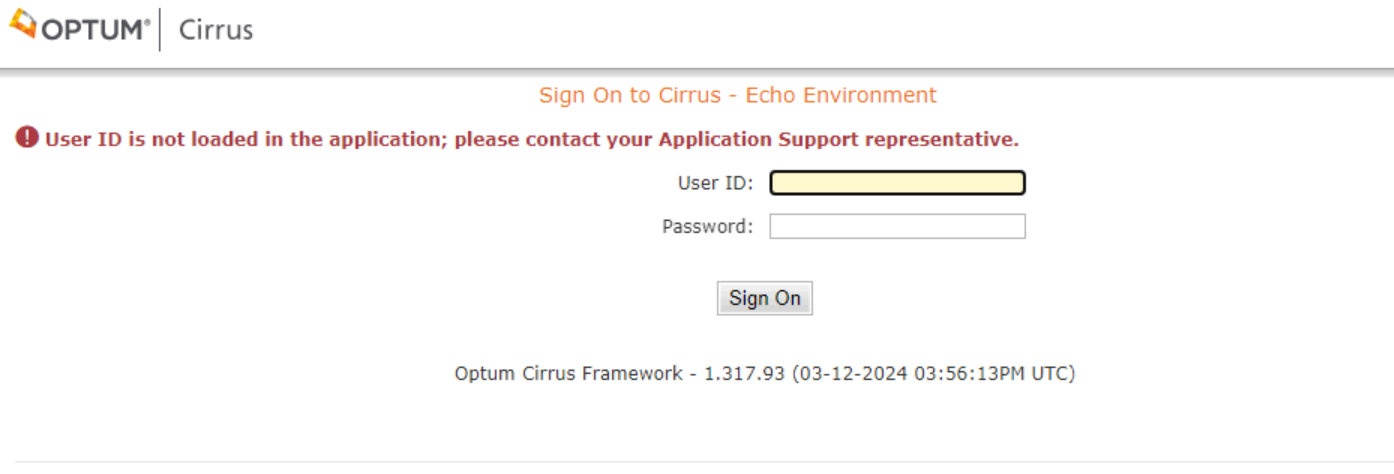 OPTUM® Cirrus
Sign On to Cirrus - Echo Environment
User ID is not loaded in the application; please contact your Application Support representative.
User ID:
Password:
Sign On
Optum Cirrus Framework - 1.317.93 (03-12-2024 03:56:13PM UTC)